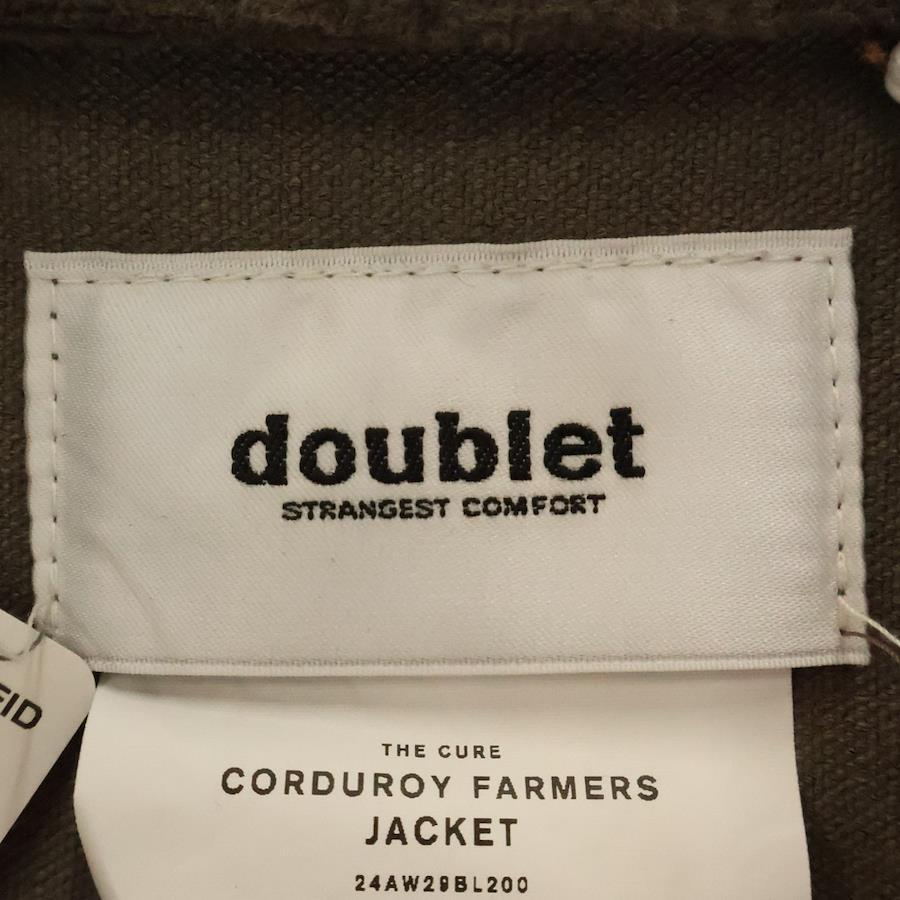 doublet
STRANGEST COMFORT
THE CURE
CORDUROY FARMERS
JACKET
24AW29BL200